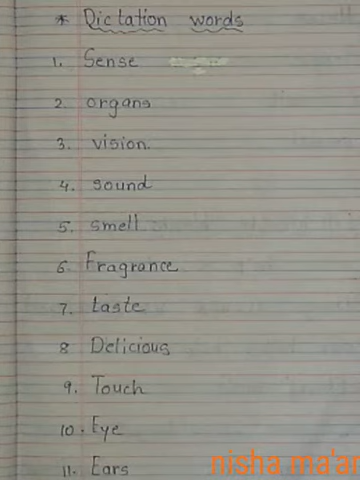 * Dictation words
1. Sense
2. organs
3. vision.
4. sound
5. smell
6. Fragrance
7. taste
8 Delicious
9. Touch
10. Eye
11. Ears
nisha ma'am